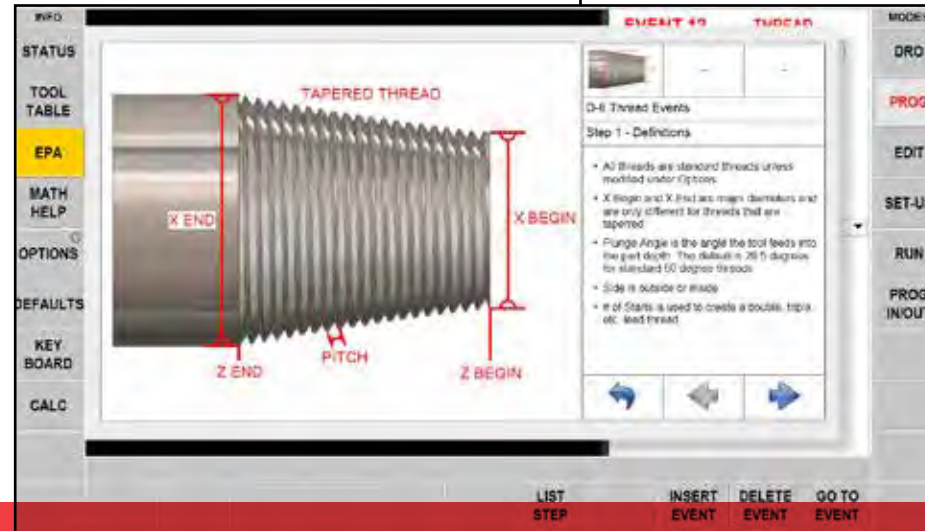 INFO
EVENT 12 THREAD
MODES
STATUS
TOOL
TABLE
EPA
MATH
HELP
OPTIONS
DEFAULTS
KEY
BOARD
CALC
TAPERED THREAD
X END
X BEGIN
PITCH
Z END
Z BEGIN
D-6 Thread Events
Step 1 - Definitions
• All threads are standard threads unless
modified under Options
• X Begin and X End are major diameters and
are only different for threads that are
tapered
• Plunge Angle is the angle the tool feeds into
the part depth. The default is 29.5 degrees
for standard 60 degree threads
• Side is outside or inside
• # of Starts is used to create a double, triple
etc. lead thread
DRO
PROG
EDIT
SET-U
RUN
PROG
IN/OUT
LIST
STEP
INSERT
EVENT
DELETE
EVENT
GO TO
EVENT